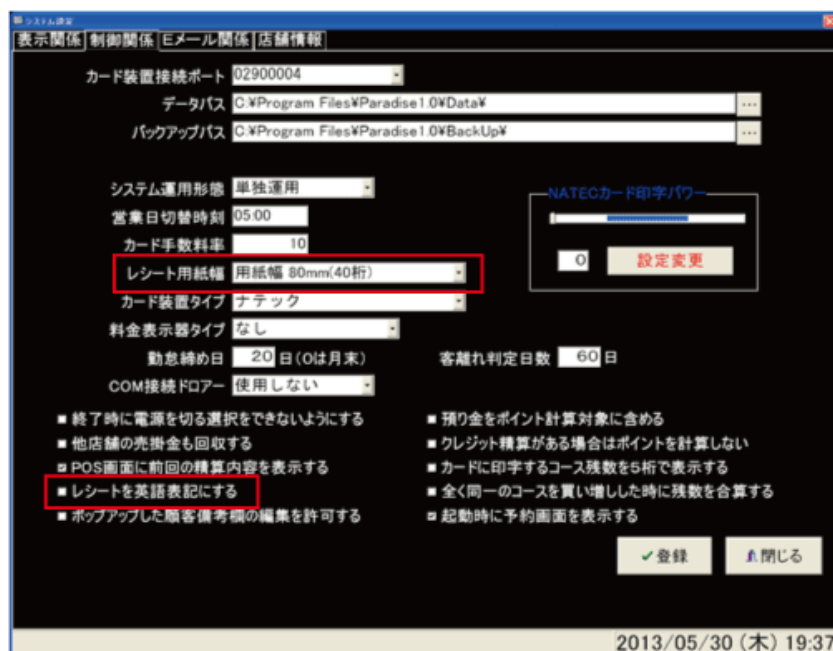 システム設定
表示関係 制御関係 Eメール関係 店舗情報
カード装置接続ポート 02900004
データパス C:¥Program Files¥Paradise1.0¥Data¥ ...
バックアップパス C:¥Program Files¥Paradise1.0¥BackUp¥ ...
システム運用形態 単独運用
営業日切替時刻 05:00
カード手数料率 10
レシート用紙幅 用紙幅 80mm(40桁)
カード装置タイプ ナテック
料金表示器タイプ なし
勤怠締め日 20 日(0は月末)
客離れ判定日数 60 日
COM接続ドロアー 使用しない
NATECカード印字パワー
0 設定変更
終了時に電源を切る選択をできないようにする
他店舗の売掛金も回収する
POS画面に前回の精算内容を表示する
レシートを英語表記にする
ポップアップした顧客備考欄の編集を許可する
預り金をポイント計算対象に含める
クレジット精算がある場合はポイントを計算しない
カードに印字するコース残数を5桁で表示する
全く同一のコースを買い増しした時に残数を合算する
起動時に予約画面を表示する
登録 閉じる
2013/05/30 (木) 19:37